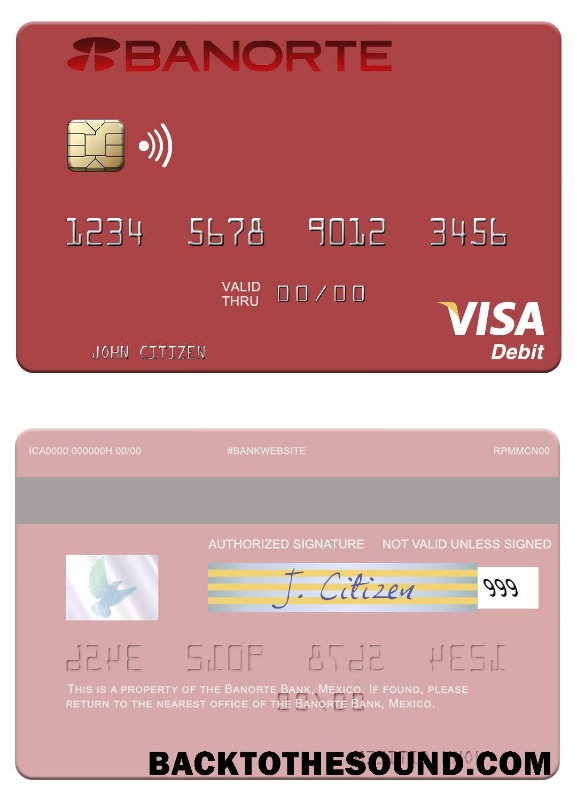 BANORTE
1234 5678 9012 3456
VALID
THRU 00/00
VISA
Debit
JOHN CITIZEN
ICA0000 000000H 00/00 #BANKWEBSITE RPMMCN00
AUTHORIZED SIGNATURE NOT VALID UNLESS SIGNED
J. Citizen 999
THIS IS A PROPERTY OF THE BANORTE BANK, MEXICO. IF FOUND, PLEASE
RETURN TO THE NEAREST OFFICE OF THE BANORTE BANK, MEXICO.
BACKTOTHESOUND.COM